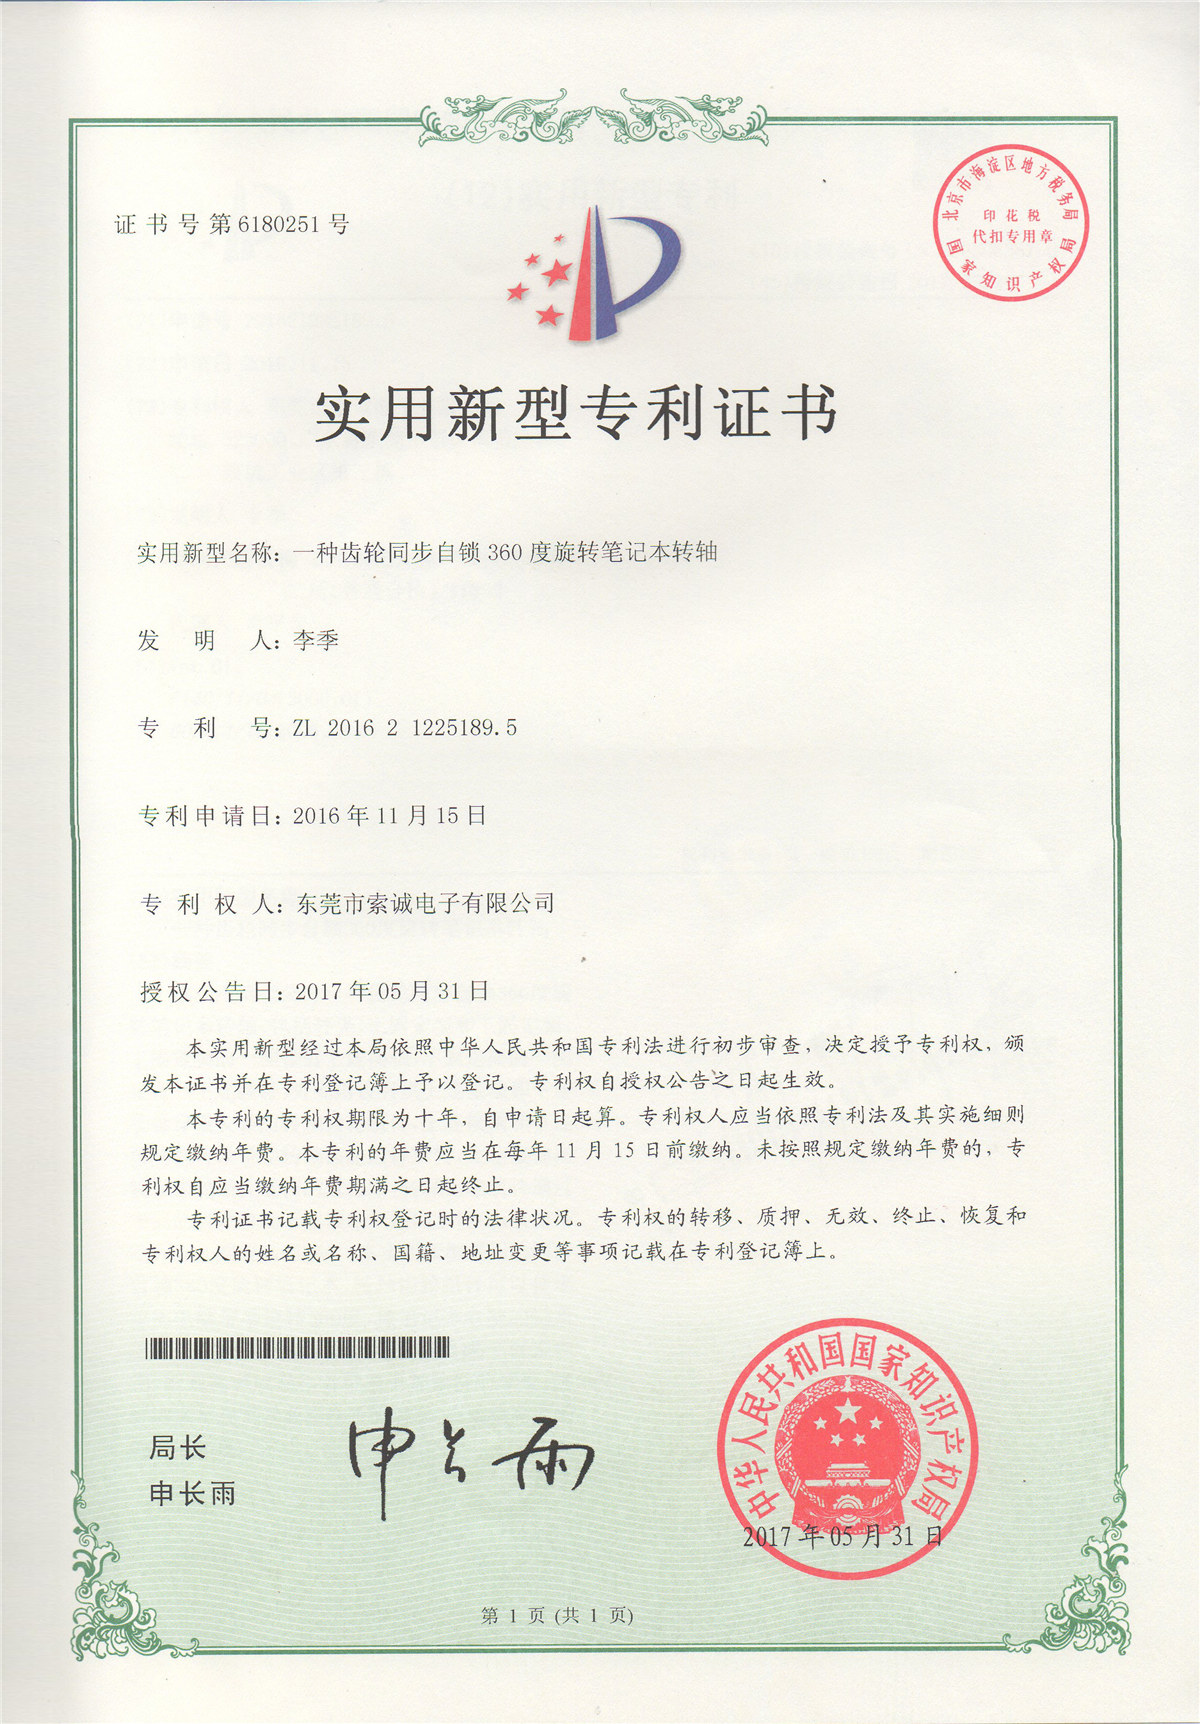 证书号第6180251号
北京市海淀区地方税务局
印花税
代扣专用章
国家知识产权局
实用新型专利证书
实用新型名称：一种齿轮同步自锁360度旋转笔记本转轴
发明人：李季
专利号：ZL 2016 2 1225189.5
专利申请日：2016年11月15日
专利权人：东莞市索诚电子有限公司
授权公告日：2017年05月31日
本实用新型经过本局依照中华人民共和国专利法进行初步审查，决定授予专利权，颁
发本证书并在专利登记簿上予以登记。专利权自授权公告之日起生效。
本专利的专利权期限为十年，自申请日起算。专利权人应当依照专利法及其实施细则
规定缴纳年费。本专利的年费应当在每年11月15日前缴纳。未按照规定缴纳年费的，专
利权自应当缴纳年费期满之日起终止。
专利证书记载专利权登记时的法律状况。专利权的转移、质押、无效、终止、恢复和
专利权人的姓名或名称、国籍、地址变更等事项记载在专利登记簿上。
局长
申长雨
申长雨
中华人民共和国国家知识产权局
2017年05月31日
第 1 页 (共 1 页)